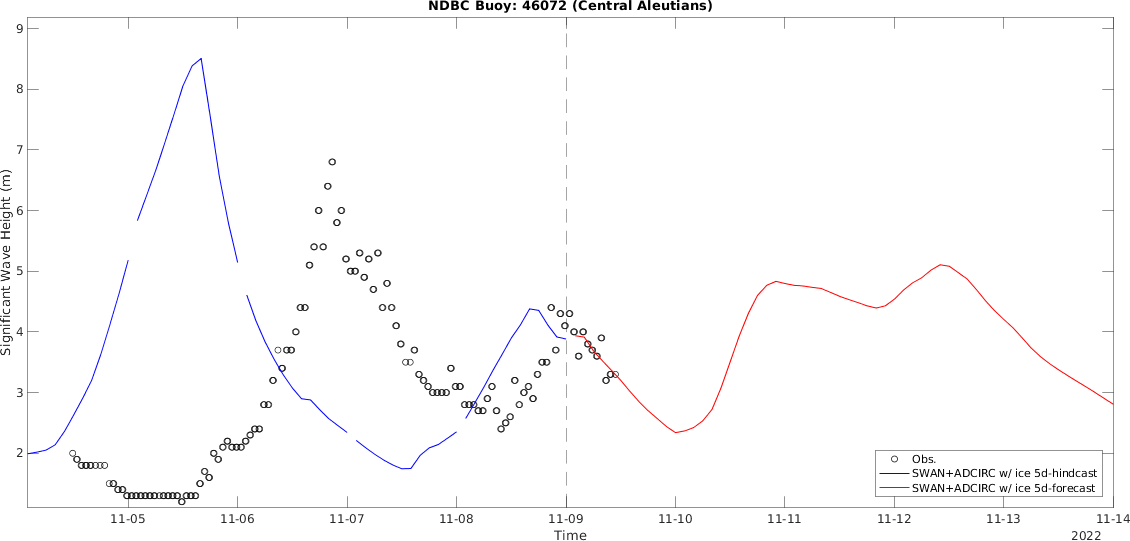 NDBC Buoy: 46072 (Central Aleutians)
Significant Wave Height (m)
9
8
7
6
5
4
3
2
Obs.
SWAN+ADCIRC w/ ice 5d-hindcast
SWAN+ADCIRC w/ ice 5d-forecast
11-05 11-06 11-07 11-08 11-09 11-10 11-11 11-12 11-13 11-14
Time
2022